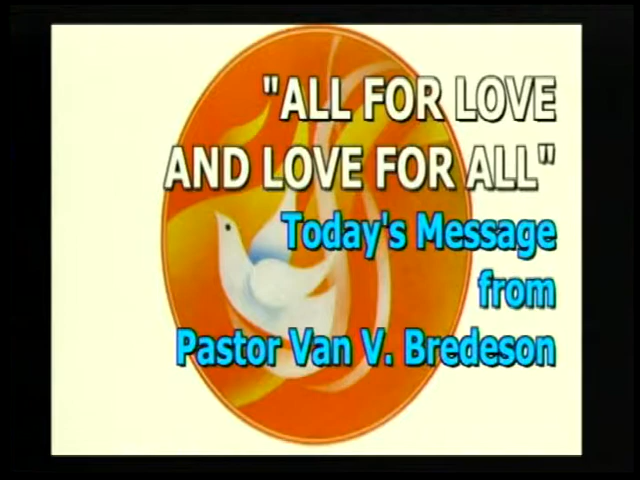 "ALL FOR LOVE
AND LOVE FOR ALL"
Today's Message
from
Pastor Van V. Bredeson